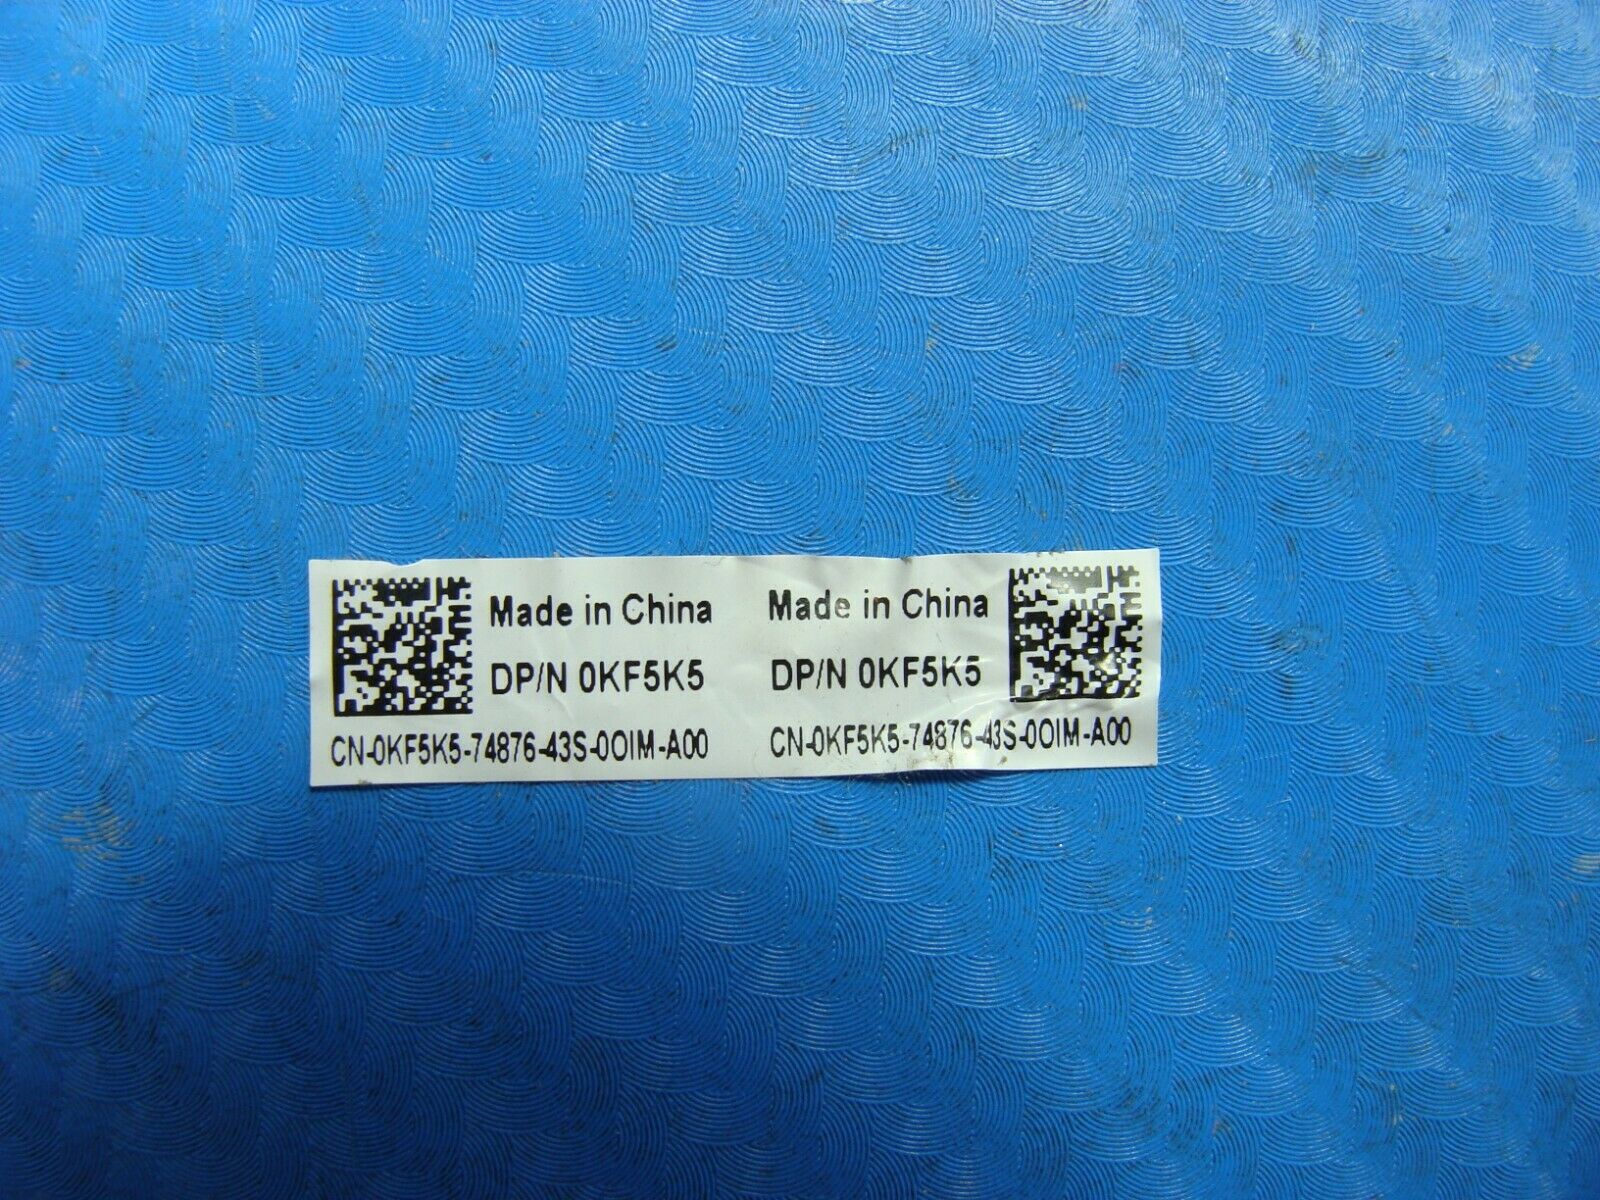 Made in China
DP/N 0KF5K5
CN-0KF5K5-74876-43S-0OIM-A00
Made in China
DP/N 0KF5K5
CN-0KF5K5-74876-43S-0OIM-A00